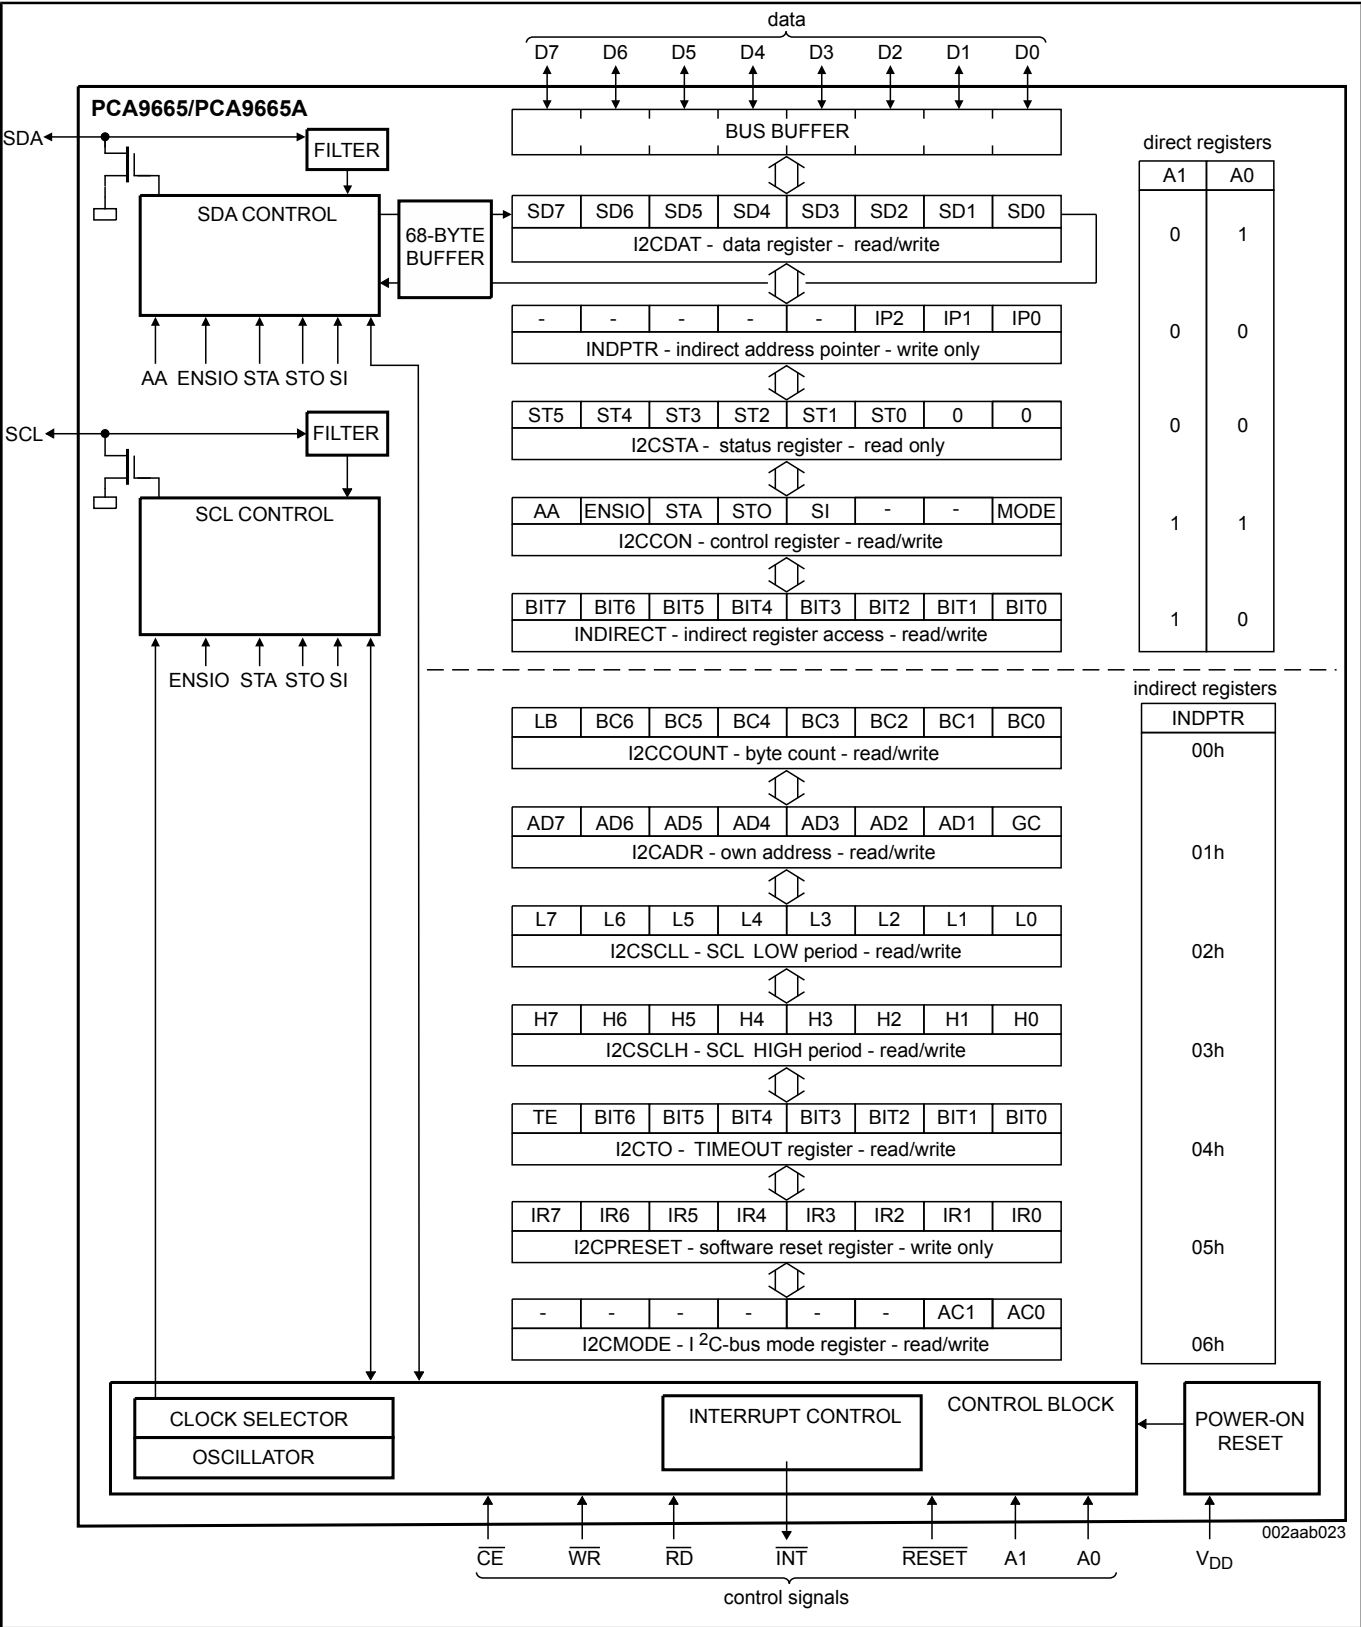 data
D7 D6 D5 D4 D3 D2 D1 D0
PCA9665/PCA9665A
SDA
FILTER
BUS BUFFER
direct registers
A1 A0
SDA CONTROL
68-BYTE
BUFFER
SD7 SD6 SD5 SD4 SD3 SD2 SD1 SD0
I2CDAT - data register - read/write
0 1
- - - - - IP2 IP1 IP0
INDPTR - indirect address pointer - write only
0 0
AA ENSIO STA STO SI
ST5 ST4 ST3 ST2 ST1 ST0 0 0
I2CSTA - status register - read only
0 0
SCL
FILTER
SCL CONTROL
AA ENSIO STA STO SI - - MODE
I2CCON - control register - read/write
1 1
BIT7 BIT6 BIT5 BIT4 BIT3 BIT2 BIT1 BIT0
INDIRECT - indirect register access - read/write
1 0
ENSIO STA STO SI
indirect registers
INDPTR
LB BC6 BC5 BC4 BC3 BC2 BC1 BC0
I2CCOUNT - byte count - read/write
00h
AD7 AD6 AD5 AD4 AD3 AD2 AD1 GC
I2CADR - own address - read/write
01h
L7 L6 L5 L4 L3 L2 L1 L0
I2CSCLL - SCL LOW period - read/write
02h
H7 H6 H5 H4 H3 H2 H1 H0
I2CSCLH - SCL HIGH period - read/write
03h
TE BIT6 BIT5 BIT4 BIT3 BIT2 BIT1 BIT0
I2CTO - TIMEOUT register - read/write
04h
IR7 IR6 IR5 IR4 IR3 IR2 IR1 IR0
I2CPRESET - software reset register - write only
05h
- - - - - - AC1 AC0
I2CMODE - I²C-bus mode register - read/write
06h
CLOCK SELECTOR
OSCILLATOR
INTERRUPT CONTROL
CONTROL BLOCK
POWER-ON
RESET
002aab023
C̅E̅ W̅R̅ R̅D̅ I̅N̅T̅ R̅E̅S̅E̅T̅ A1 A0 VDD
control signals